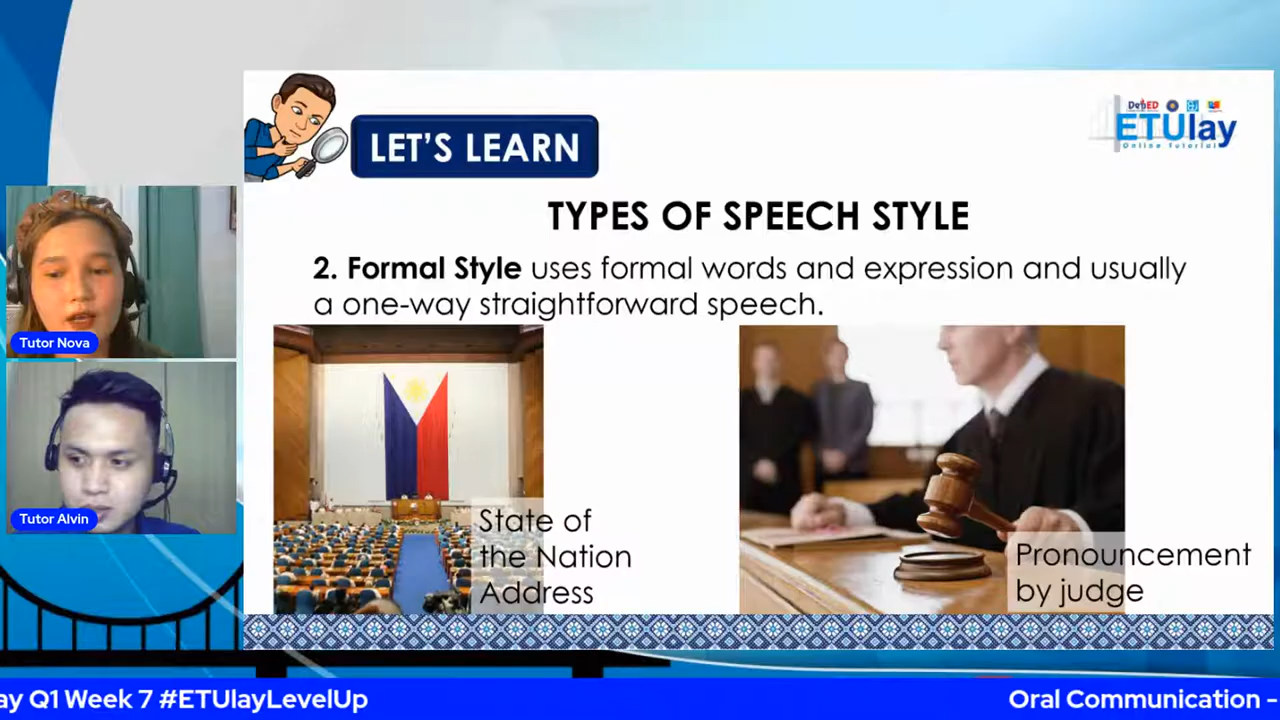 LET'S LEARN
DepED
ETUlay
Online Tutorial
TYPES OF SPEECH STYLE
2. Formal Style uses formal words and expression and usually
a one-way straightforward speech.
Tutor Nova
Tutor Alvin
State of
the Nation
Address
Pronouncement
by judge
ay Q1 Week 7 #ETUlayLevelUp
Oral Communication -